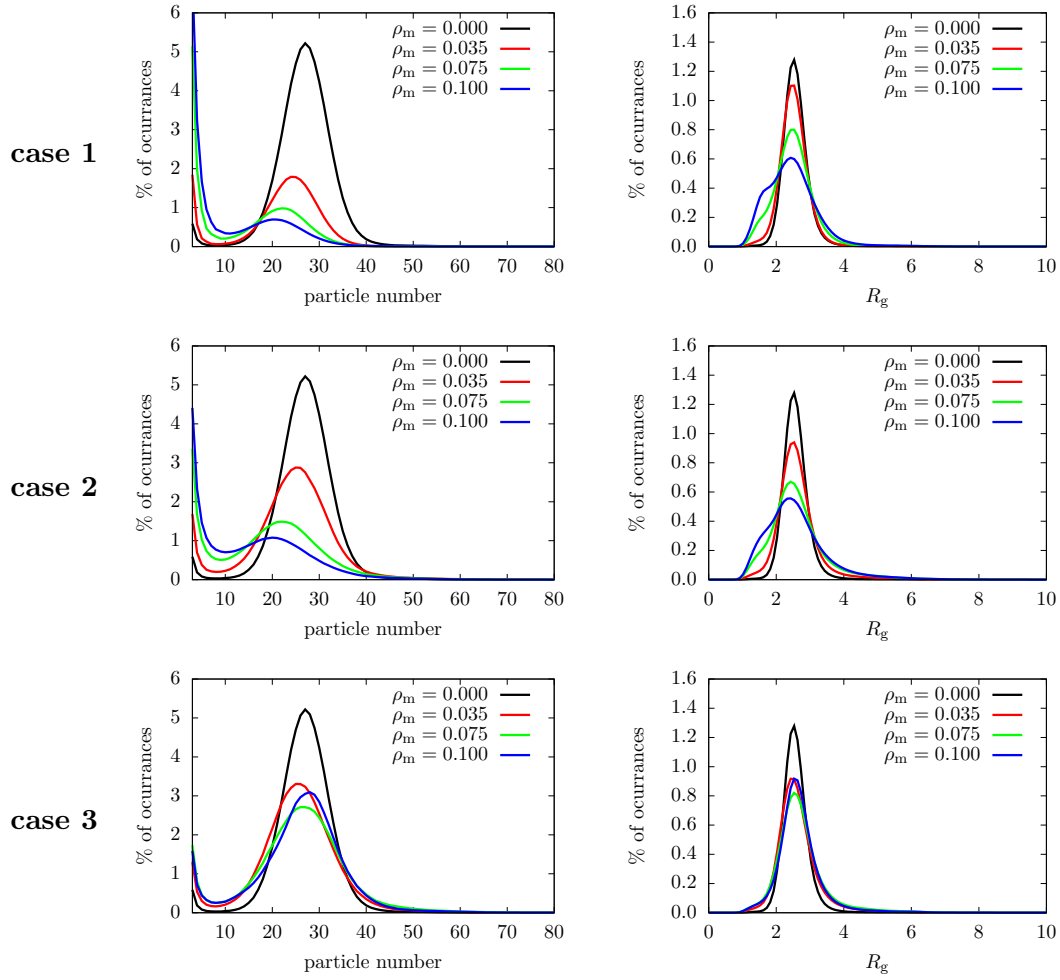 case 1
% of ocurrances
6
5
4
3
2
1
0
10 20 30 40 50 60 70 80
particle number
ρm = 0.000
ρm = 0.035
ρm = 0.075
ρm = 0.100
% of ocurrances
1.6
1.4
1.2
1.0
0.8
0.6
0.4
0.2
0.0
0 2 4 6 8 10
Rg
ρm = 0.000
ρm = 0.035
ρm = 0.075
ρm = 0.100
case 2
% of ocurrances
6
5
4
3
2
1
0
10 20 30 40 50 60 70 80
particle number
ρm = 0.000
ρm = 0.035
ρm = 0.075
ρm = 0.100
% of ocurrances
1.6
1.4
1.2
1.0
0.8
0.6
0.4
0.2
0.0
0 2 4 6 8 10
Rg
ρm = 0.000
ρm = 0.035
ρm = 0.075
ρm = 0.100
case 3
% of ocurrances
6
5
4
3
2
1
0
10 20 30 40 50 60 70 80
particle number
ρm = 0.000
ρm = 0.035
ρm = 0.075
ρm = 0.100
% of ocurrances
1.6
1.4
1.2
1.0
0.8
0.6
0.4
0.2
0.0
0 2 4 6 8 10
Rg
ρm = 0.000
ρm = 0.035
ρm = 0.075
ρm = 0.100